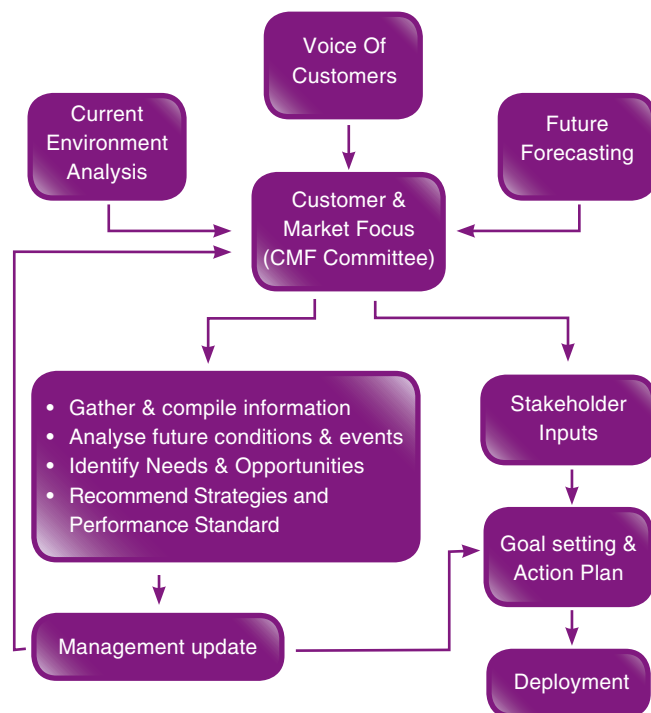 Voice Of
Customers
Current
Environment
Analysis
Future
Forecasting
Customer &
Market Focus
(CMF Committee)
• Gather & compile information
• Analyse future conditions & events
• Identify Needs & Opportunities
• Recommend Strategies and
Performance Standard
Stakeholder
Inputs
Goal setting &
Action Plan
Management update
Deployment